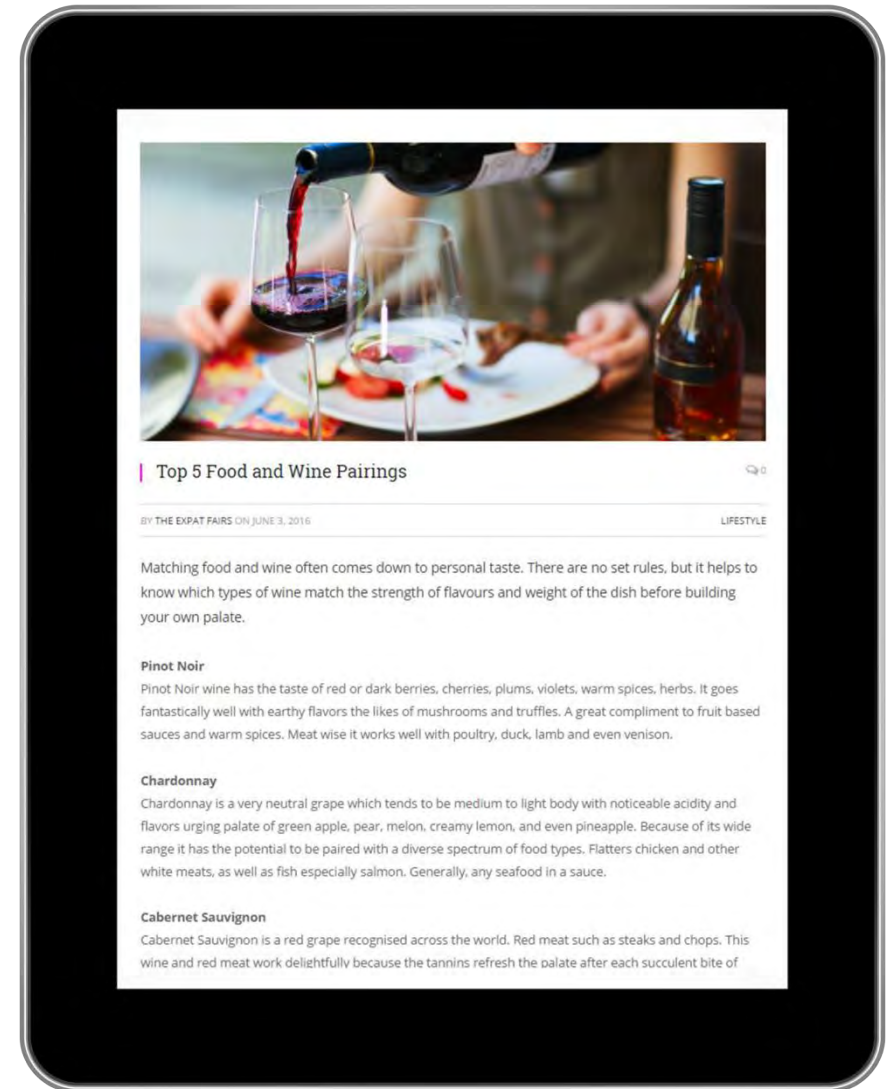 Top 5 Food and Wine Pairings
0
BY THE EXPAT FAIRS ON JUNE 3, 2016
LIFESTYLE
Matching food and wine often comes down to personal taste. There are no set rules, but it helps to
know which types of wine match the strength of flavours and weight of the dish before building
your own palate.
Pinot Noir
Pinot Noir wine has the taste of red or dark berries, cherries, plums, violets, warm spices, herbs. It goes
fantastically well with earthy flavors the likes of mushrooms and truffles. A great compliment to fruit based
sauces and warm spices. Meat wise it works well with poultry, duck, lamb and even venison.
Chardonnay
Chardonnay is a very neutral grape which tends to be medium to light body with noticeable acidity and
flavors urging palate of green apple, pear, melon, creamy lemon, and even pineapple. Because of its wide
range it has the potential to be paired with a diverse spectrum of food types. Flatters chicken and other
white meats, as well as fish especially salmon. Generally, any seafood in a sauce.
Cabernet Sauvignon
Cabernet Sauvignon is a red grape recognised across the world. Red meat such as steaks and chops. This
wine and red meat work delightfully because the tannins refresh the palate after each succulent bite of